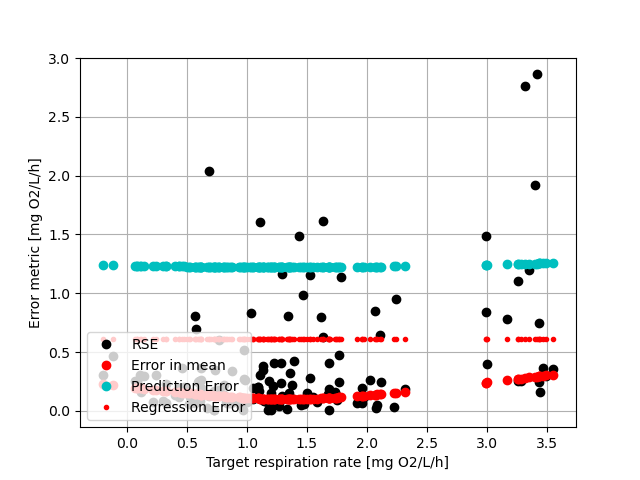 3.0
2.5
2.0
1.5
1.0
0.5
0.0
Error metric [mg O2/L/h]
RSE
Error in mean
Prediction Error
Regression Error
0.0 0.5 1.0 1.5 2.0 2.5 3.0 3.5
Target respiration rate [mg O2/L/h]